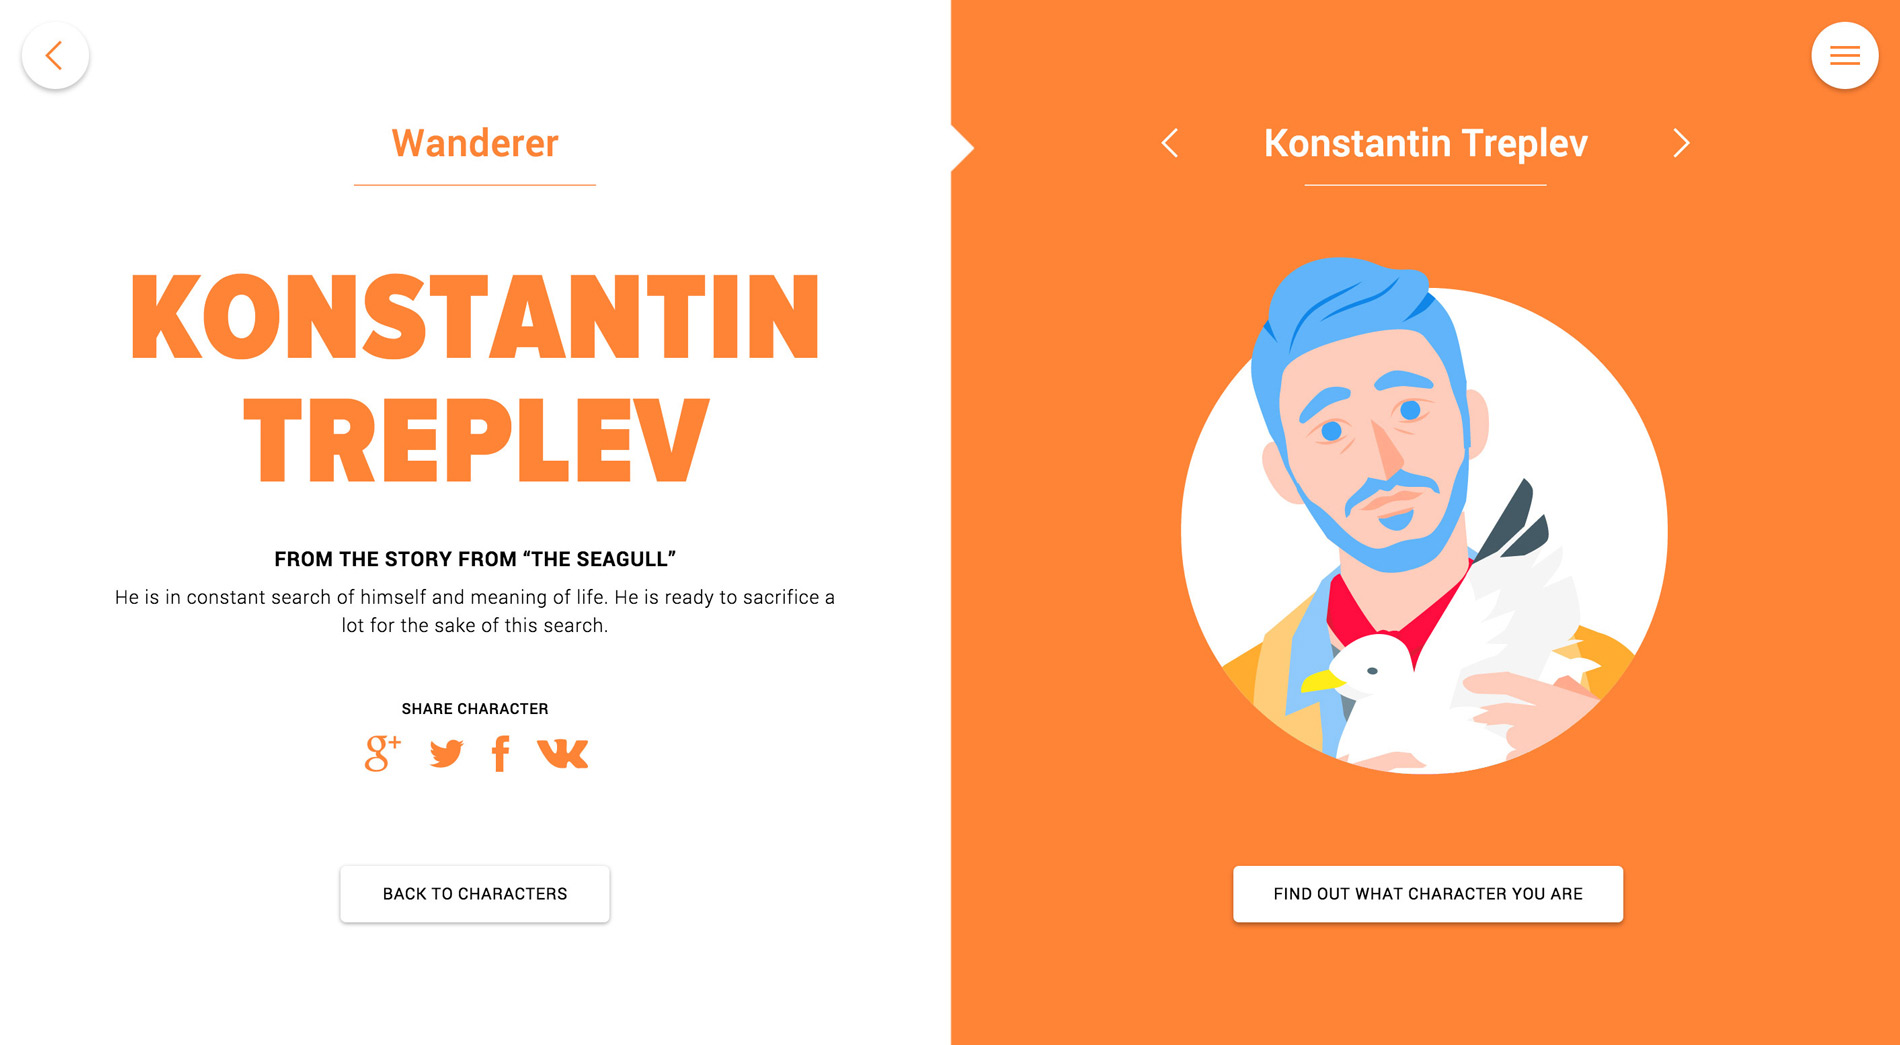 Wanderer
KONSTANTIN
TREPLEV
FROM THE STORY FROM “THE SEAGULL”
He is in constant search of himself and meaning of life. He is ready to sacrifice a
lot for the sake of this search.
SHARE CHARACTER
g+ f
BACK TO CHARACTERS
Konstantin Treplev
FIND OUT WHAT CHARACTER YOU ARE